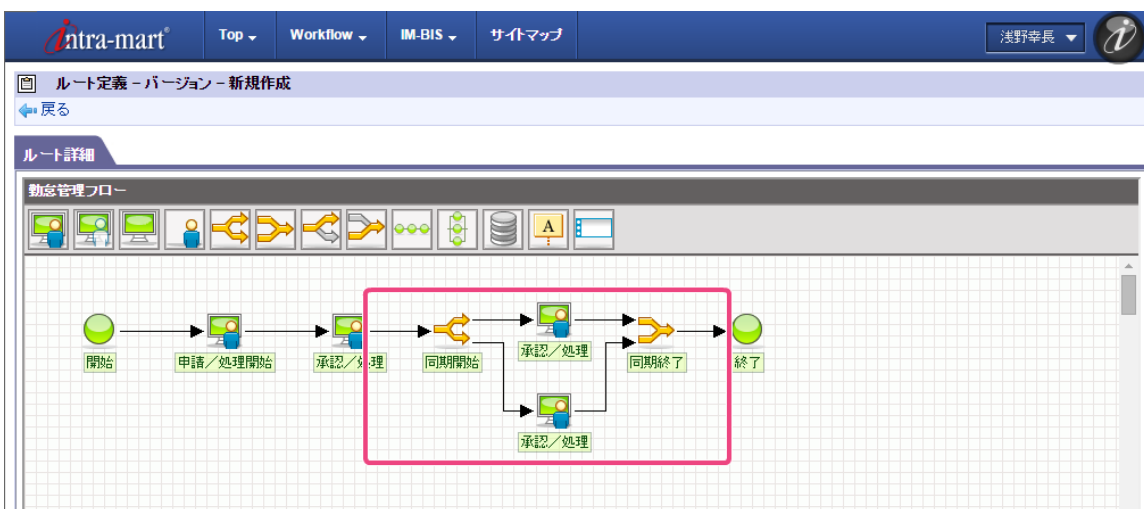 intra-mart® Top Workflow IM-BIS サイトマップ 浅野幸長
ルート定義 - バージョン - 新規作成
戻る
ルート詳細
勤怠管理フロー
A
開始
申請/処理開始
承認/処理
同期開始
承認/処理
同期終了
終了
承認/処理